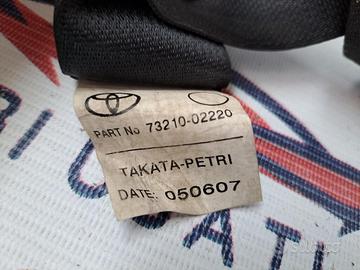 PART No 73210-02220
TAKATA-PETRI
DATE: 050607